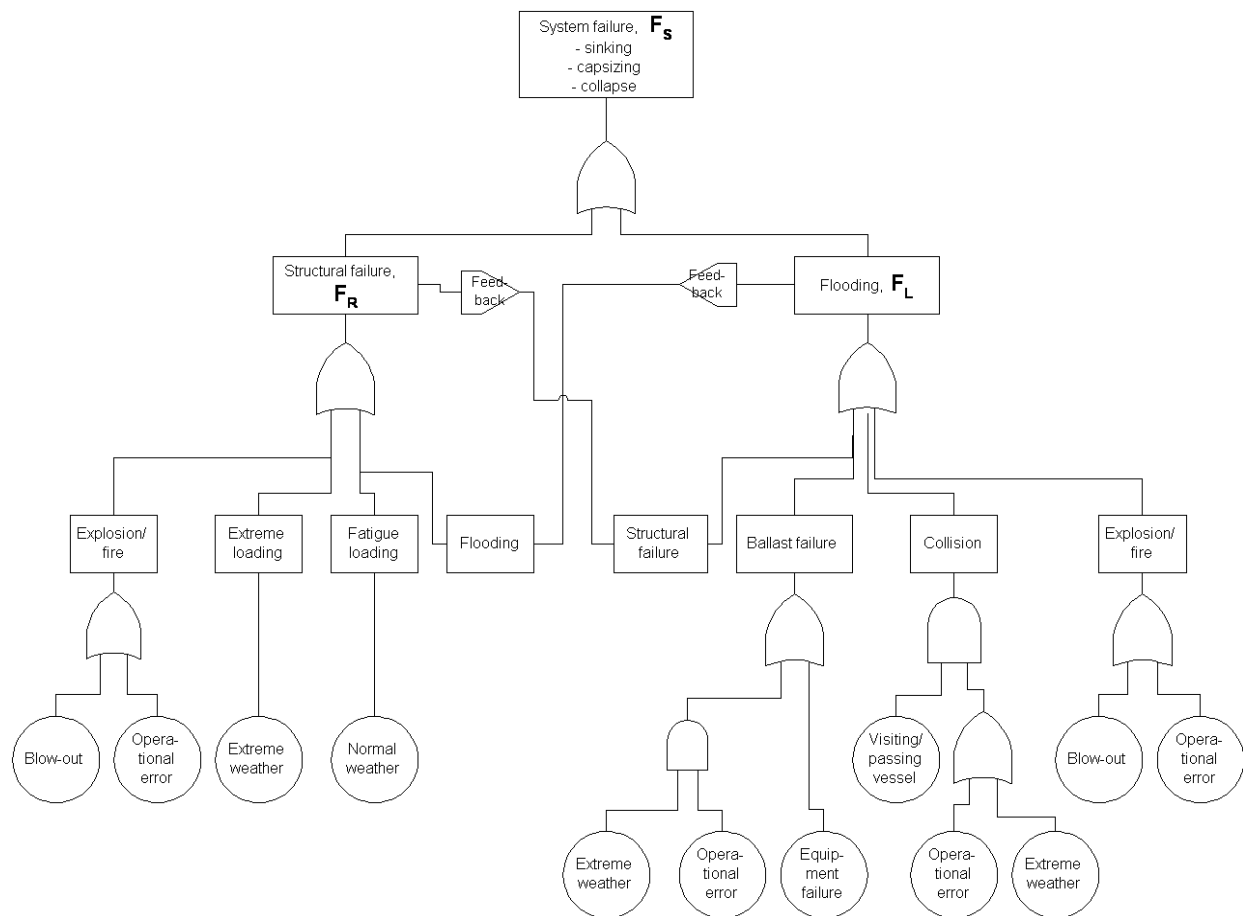 System failure, F_S
- sinking
- capsizing
- collapse
Structural failure,
F_R
Feed-
back
Feed-
back
Flooding, F_L
Explosion/
fire
Extreme
loading
Fatigue
loading
Flooding
Structural
failure
Ballast failure
Collision
Explosion/
fire
Blow-out
Opera-
tional
error
Extreme
weather
Normal
weather
Visiting/
passing
vessel
Blow-out
Opera-
tional
error
Extreme
weather
Opera-
tional
error
Equip-
ment
failure
Opera-
tional
error
Extreme
weather